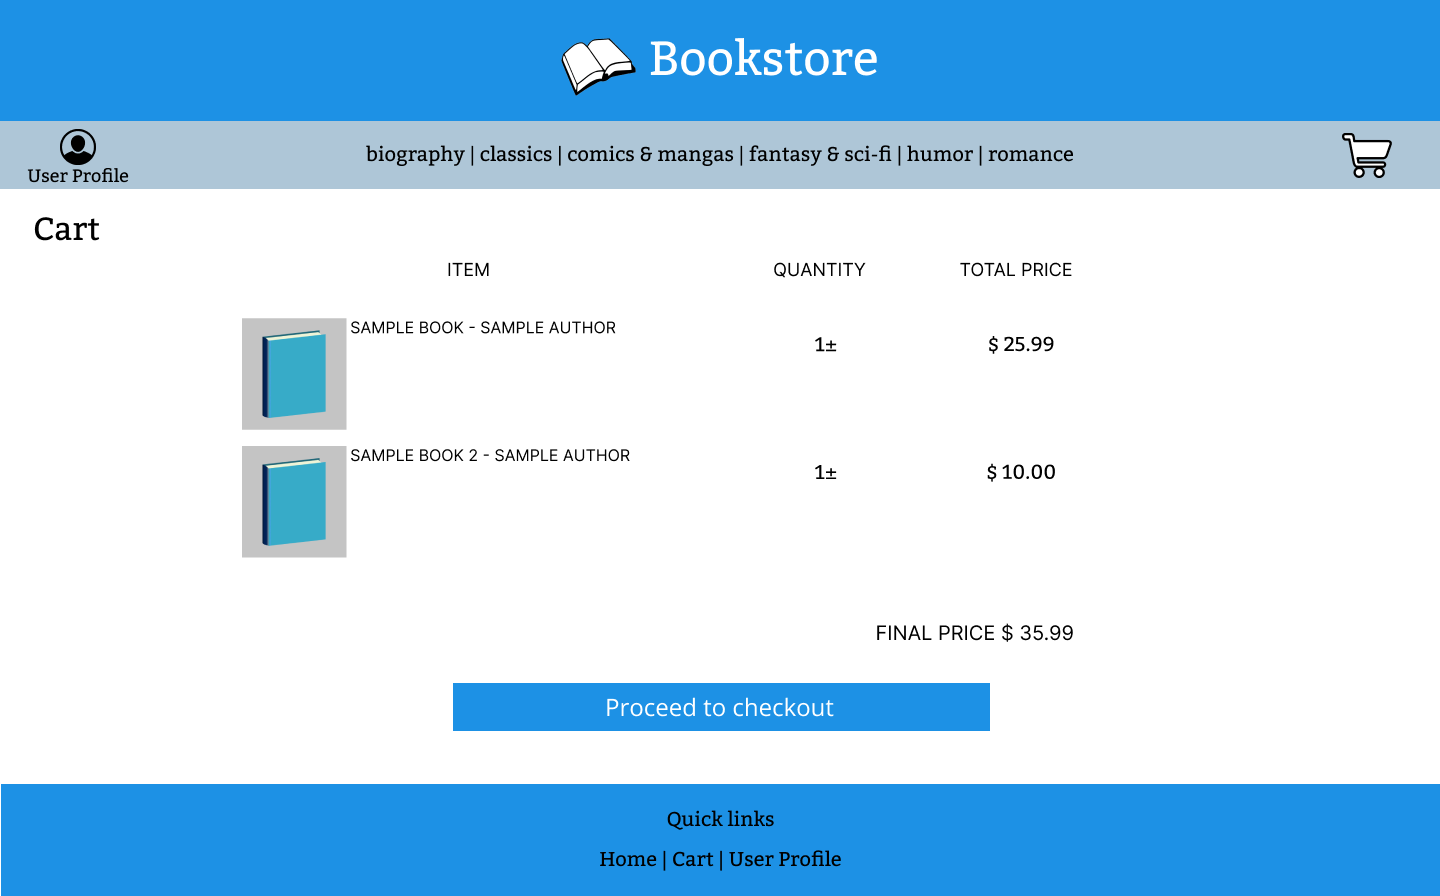 Bookstore
User Profile
biography | classics | comics & mangas | fantasy & sci-fi | humor | romance
Cart
ITEM QUANTITY TOTAL PRICE
SAMPLE BOOK - SAMPLE AUTHOR 1± $ 25.99
SAMPLE BOOK 2 - SAMPLE AUTHOR 1± $ 10.00
FINAL PRICE $ 35.99
Proceed to checkout
Quick links
Home | Cart | User Profile